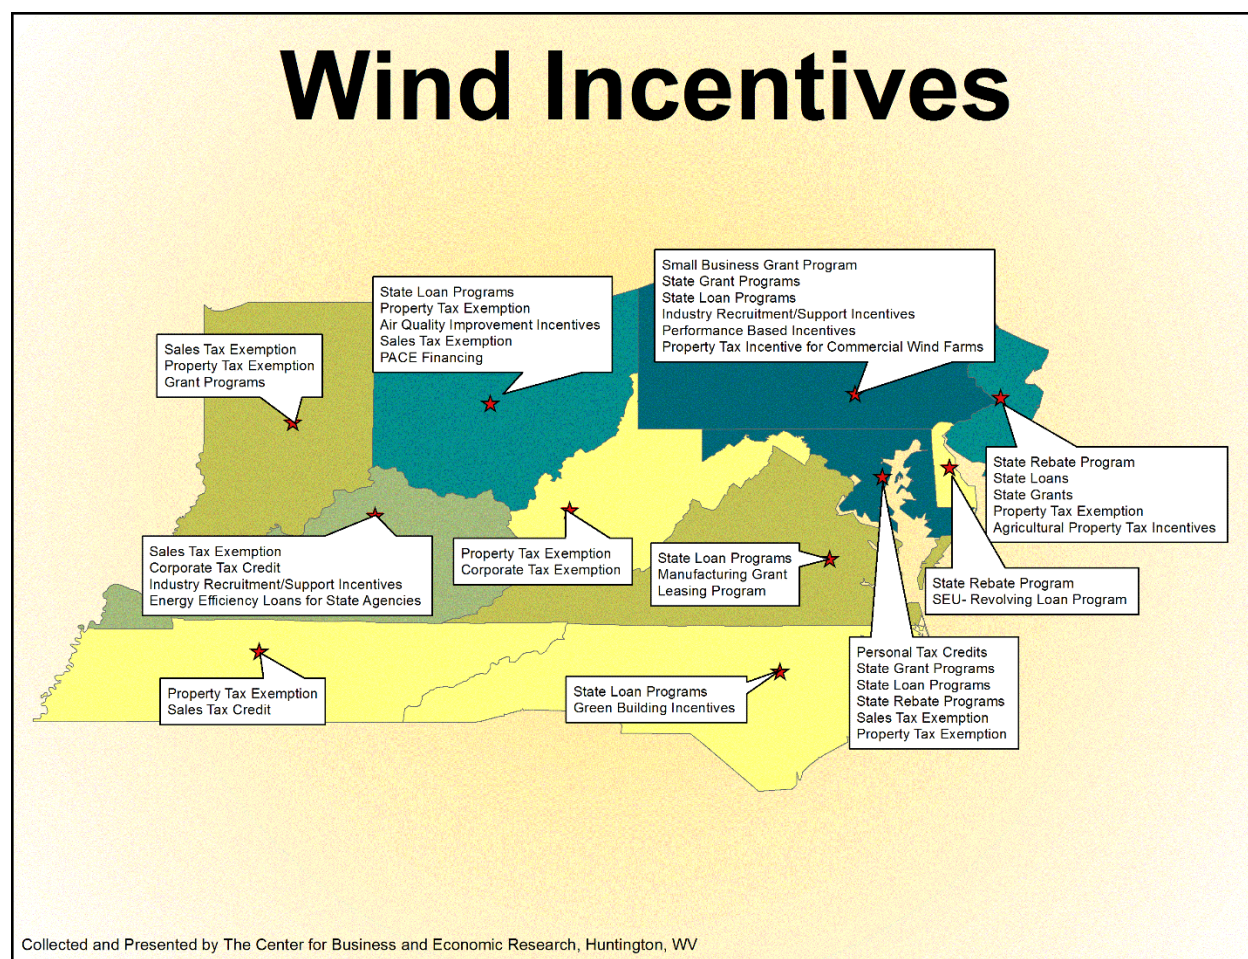 Wind Incentives
Small Business Grant Program
State Grant Programs
State Loan Programs
Industry Recruitment/Support Incentives
Performance Based Incentives
Property Tax Incentive for Commercial Wind Farms
State Loan Programs
Property Tax Exemption
Air Quality Improvement Incentives
Sales Tax Exemption
PACE Financing
Sales Tax Exemption
Property Tax Exemption
Grant Programs
State Rebate Program
State Loans
State Grants
Property Tax Exemption
Agricultural Property Tax Incentives
Sales Tax Exemption
Corporate Tax Credit
Industry Recruitment/Support Incentives
Energy Efficiency Loans for State Agencies
Property Tax Exemption
Corporate Tax Exemption
State Loan Programs
Manufacturing Grant
Leasing Program
State Rebate Program
SEU- Revolving Loan Program
Personal Tax Credits
State Grant Programs
State Loan Programs
State Rebate Programs
Sales Tax Exemption
Property Tax Exemption
Property Tax Exemption
Sales Tax Credit
State Loan Programs
Green Building Incentives
Collected and Presented by The Center for Business and Economic Research, Huntington, WV